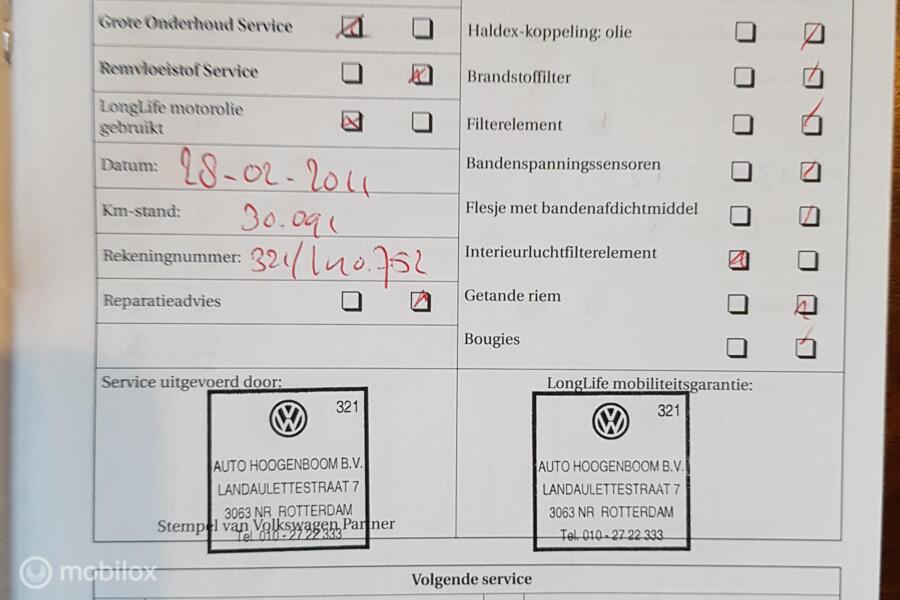 Grote Onderhoud Service
Remvloeistof Service
LongLife motorolie
gebruikt
Datum: 28-02-2011
Km-stand: 30.091
Rekeningnummer: 321/
Reparatieadvies
Haldex-koppeling: olie
Brandstoffilter
Filterelement
Bandenspanningssensoren
Flesje met bandenafdichtmiddel
Interieurluchtfilterelement
Getande riem
Bougies
Service uitgevoerd door:
321
AUTO HOOGENBOOM B.V.
LANDAULETTESTRAAT 7
3063 NR ROTTERDAM
Stempel van Volkswagen Partner
Tel. 010 - 27 22 333
LongLife mobiliteitsgarantie:
321
AUTO HOOGENBOOM B.V.
LANDAULETTESTRAAT 7
3063 NR ROTTERDAM
Tel. 010 - 27 22 333
Volgende service
mobilox